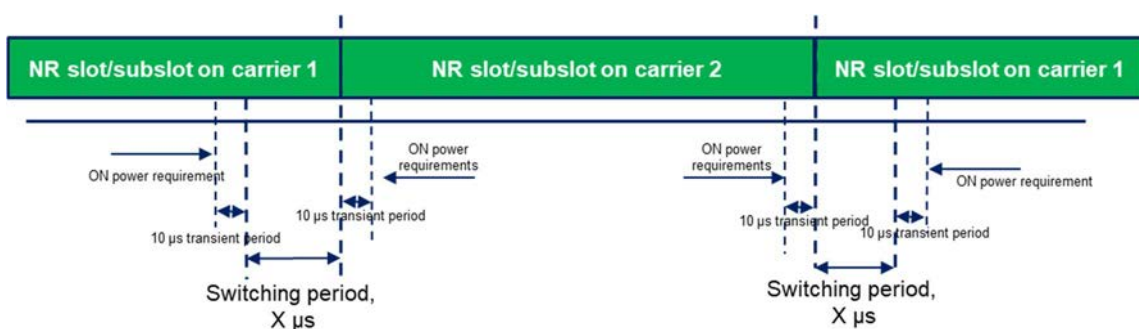 NR slot/subslot on carrier 1
NR slot/subslot on carrier 2
NR slot/subslot on carrier 1
ON power requirement
ON power
requirements
ON power
requirements
ON power requirement
10 µs transient period
10 µs transient period
10 µs transient period
10 µs transient period
Switching period,
X µs
Switching period,
X µs